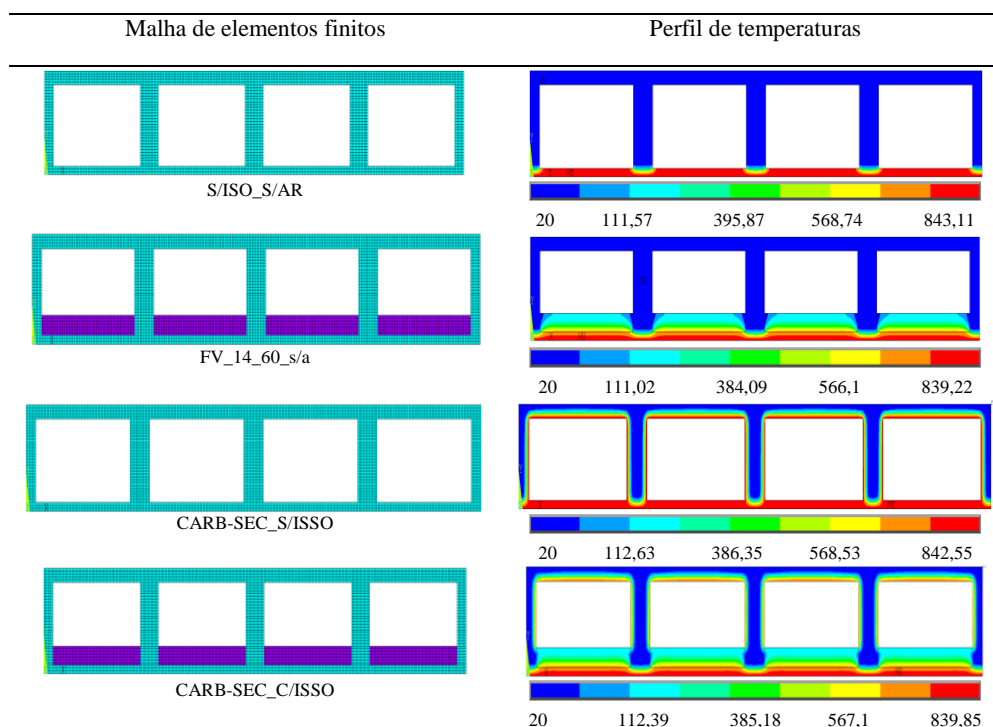 Malha de elementos finitos
Perfil de temperaturas
S/ISO_S/AR
20 111,57 395,87 568,74 843,11
FV_14_60_s/a
20 111,02 384,09 566,1 839,22
CARB-SEC_S/ISSO
20 112,63 386,35 568,53 842,55
CARB-SEC_C/ISSO
20 112,39 385,18 567,1 839,85